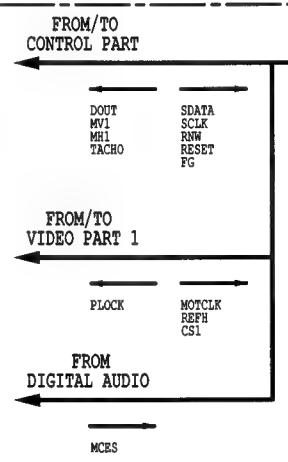 FROM/TO
CONTROL PART
DOUT SDATA
MV1 SCLK
MH1 RNW
TACHO RESET
FG
FROM/TO
VIDEO PART 1
PLOCK MOTCLK
REFH
CS1
FROM
DIGITAL AUDIO
MCES